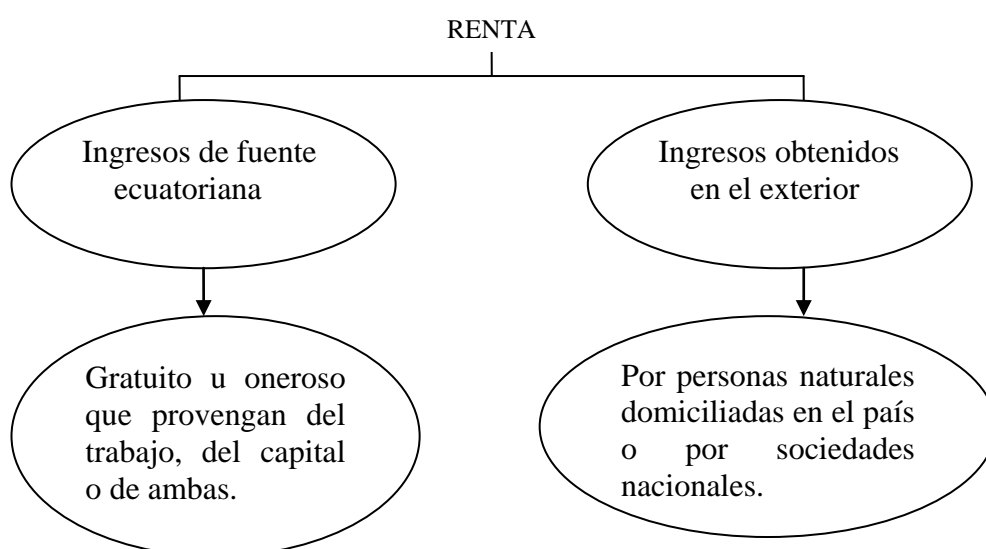 RENTA
Ingresos de fuente
ecuatoriana
Ingresos obtenidos
en el exterior
Gratuito u oneroso
que provengan del
trabajo, del capital
o de ambas.
Por personas naturales
domiciliadas en el país
o por sociedades
nacionales.